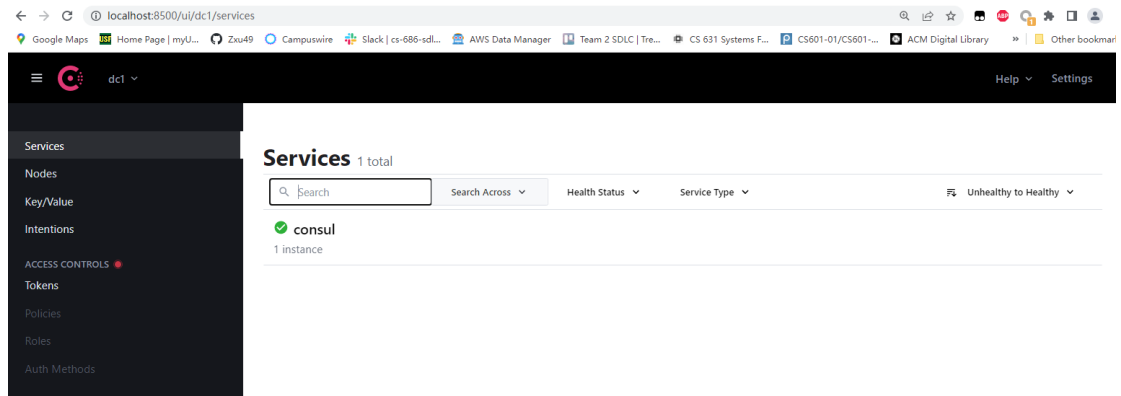 localhost:8500/ui/dc1/services
Google Maps USF Home Page | myU... Zxu49 Campuswire Slack | cs-686-sdl... AWS Data Manager Team 2 SDLC | Tre... CS 631 Systems F... CS601-01/CS601-... ACM Digital Library » Other bookmar
dc1 Help Settings
Services
Nodes
Key/Value
Intentions
ACCESS CONTROLS
Tokens
Policies
Roles
Auth Methods
Services 1 total
Search Search Across Health Status Service Type Unhealthy to Healthy
consul
1 instance